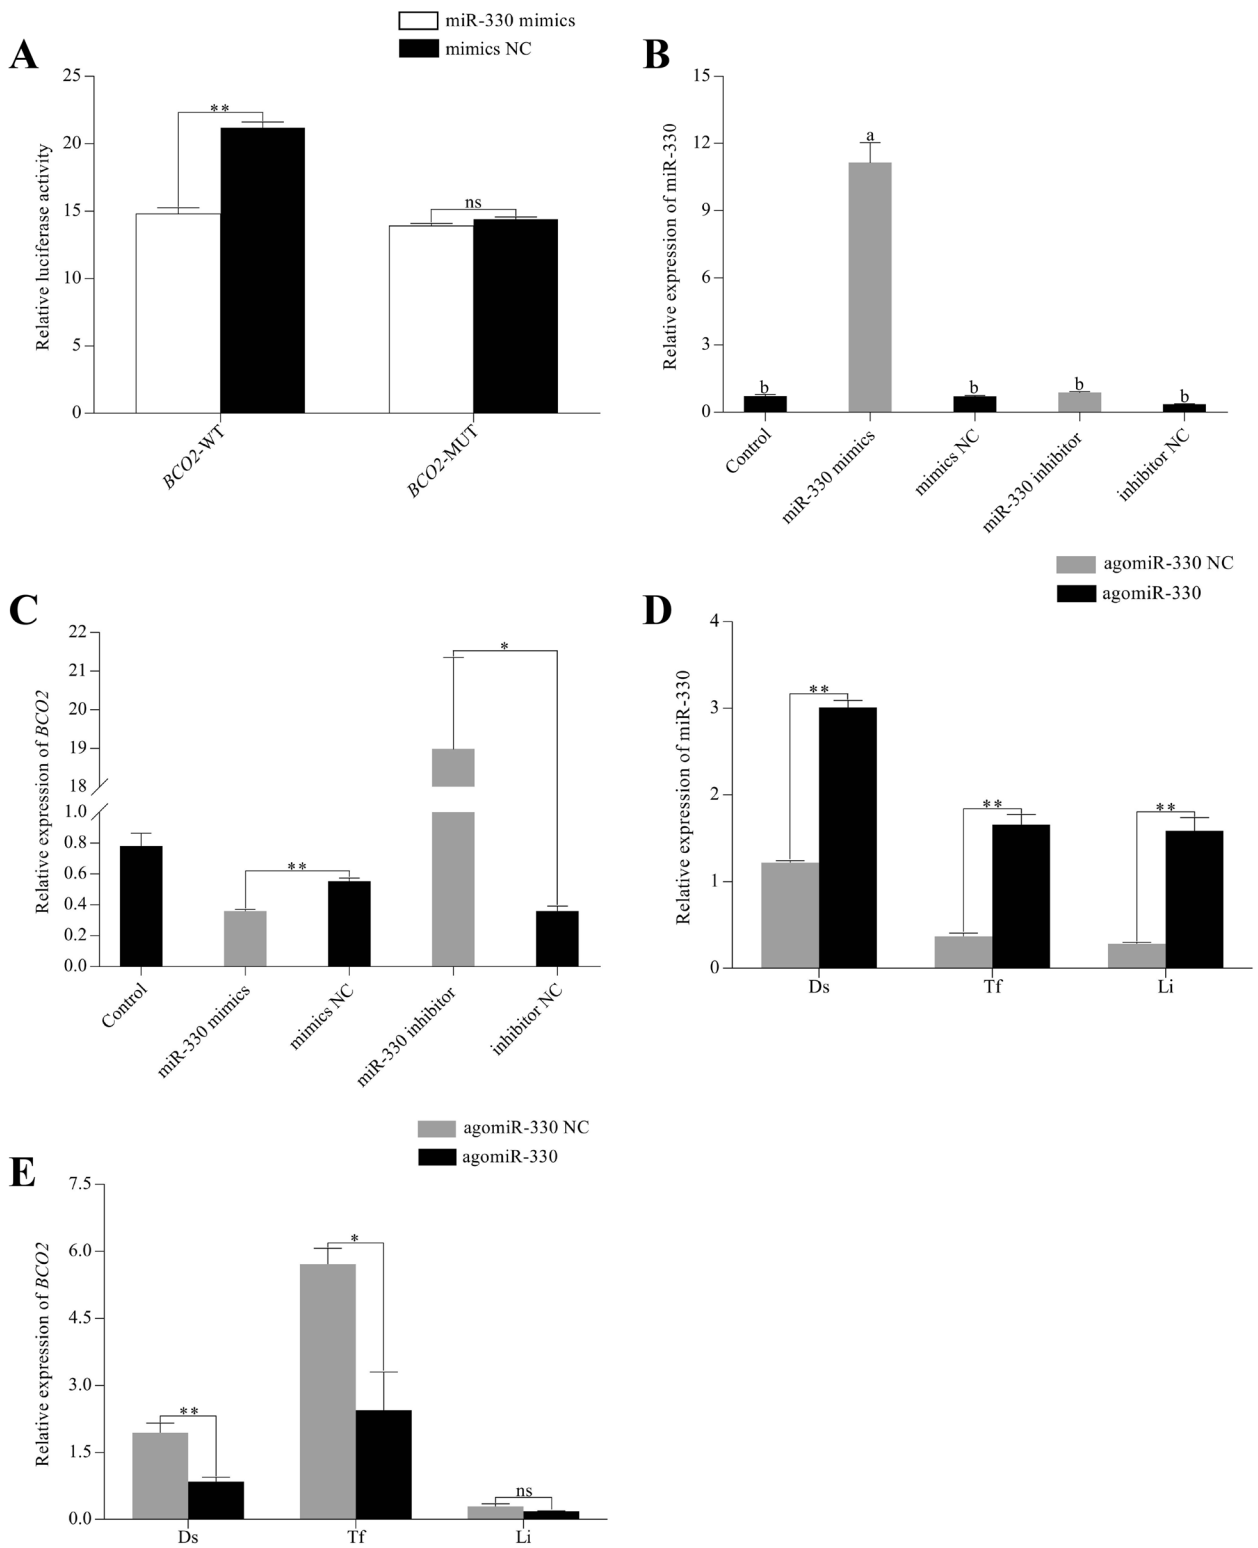 miR-330 mimics
mimics NC
A
Relative luciferase activity
25
20
15
10
5
0
**
ns
BCO2-WT
BCO2-MUT
B
Relative expression of miR-330
15
12
9
6
3
0
b
a
b
b
b
Control
miR-330 mimics
mimics NC
miR-330 inhibitor
inhibitor NC
C
Relative expression of BCO2
22
21
20
19
18
1.0
0.8
0.6
0.4
0.2
0.0
**
*
Control
miR-330 mimics
mimics NC
miR-330 inhibitor
inhibitor NC
agomiR-330 NC
agomiR-330
D
Relative expression of miR-330
4
3
2
1
0
**
**
**
Ds
Tf
Li
agomiR-330 NC
agomiR-330
E
Relative expression of BCO2
7.5
6.0
4.5
3.0
1.5
0.0
**
*
ns
Ds
Tf
Li